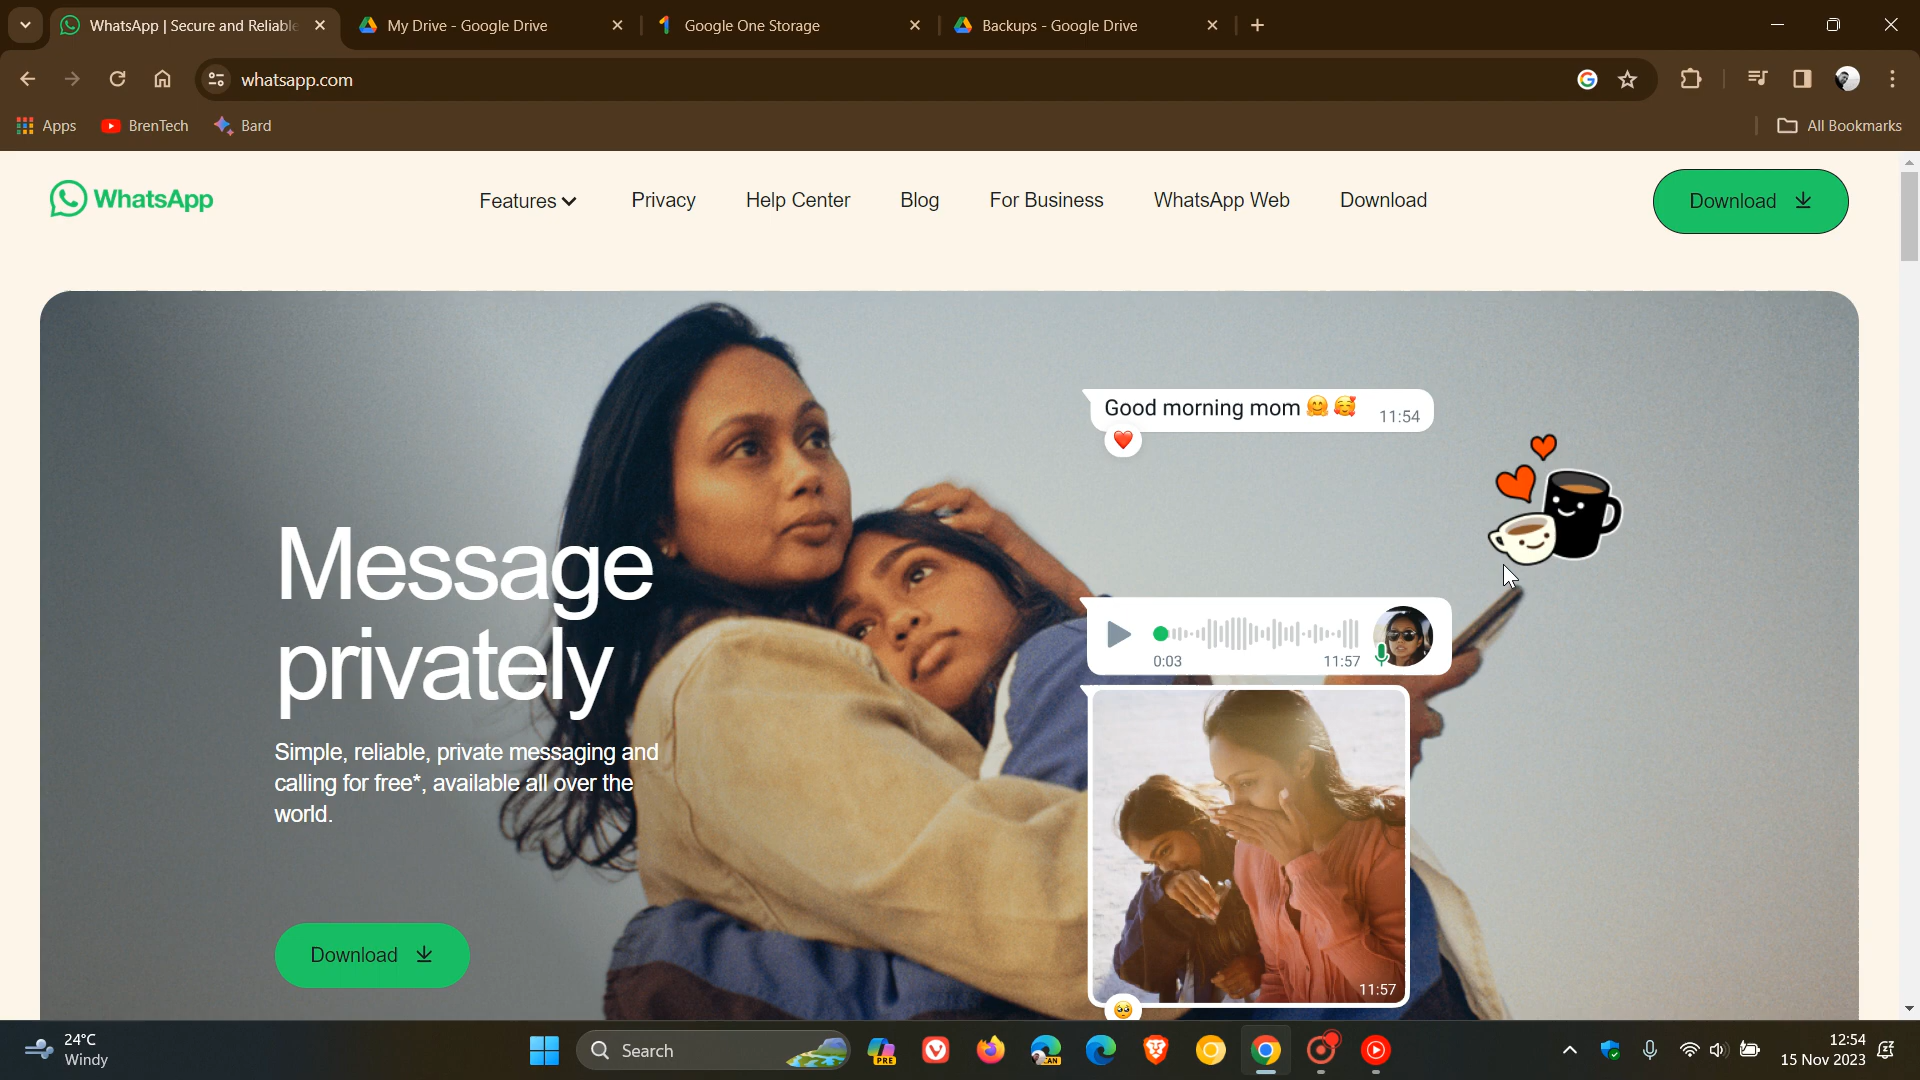 WhatsApp | Secure and Reliable
My Drive - Google Drive
Google One Storage
Backups - Google Drive
whatsapp.com
Apps
BrenTech
Bard
All Bookmarks
WhatsApp
Features
Privacy
Help Center
Blog
For Business
WhatsApp Web
Download
Download
Good morning mom 🤗 🥰 11:54
Message
privately
0:03 11:57
Simple, reliable, private messaging and
calling for free*, available all over the
world.
Download
11:57
24°C
Windy
Search
PRE
CAN
12:54
15 Nov 2023